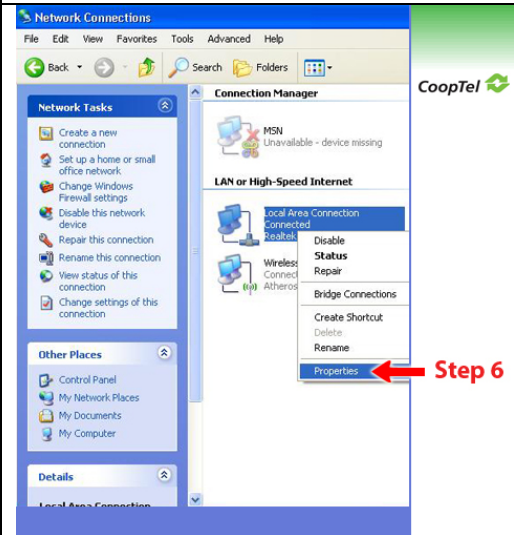 Network Connections
File Edit View Favorites Tools Advanced Help
Back Search Folders
CoopTel
Network Tasks
Create a new
connection
Set up a home or small
office network
Change Windows
Firewall settings
Disable this network
device
Repair this connection
Rename this connection
View status of this
connection
Change settings of this
connection
Other Places
Control Panel
My Network Places
My Documents
My Computer
Details
Local Area Connection
Connection Manager
MSN
Unavailable - device missing
LAN or High-Speed Internet
Local Area Connection
Connected
Realtek
Wireless
Connect
Atheros
Disable
Status
Repair
Bridge Connections
Create Shortcut
Delete
Rename
Properties
Step 6